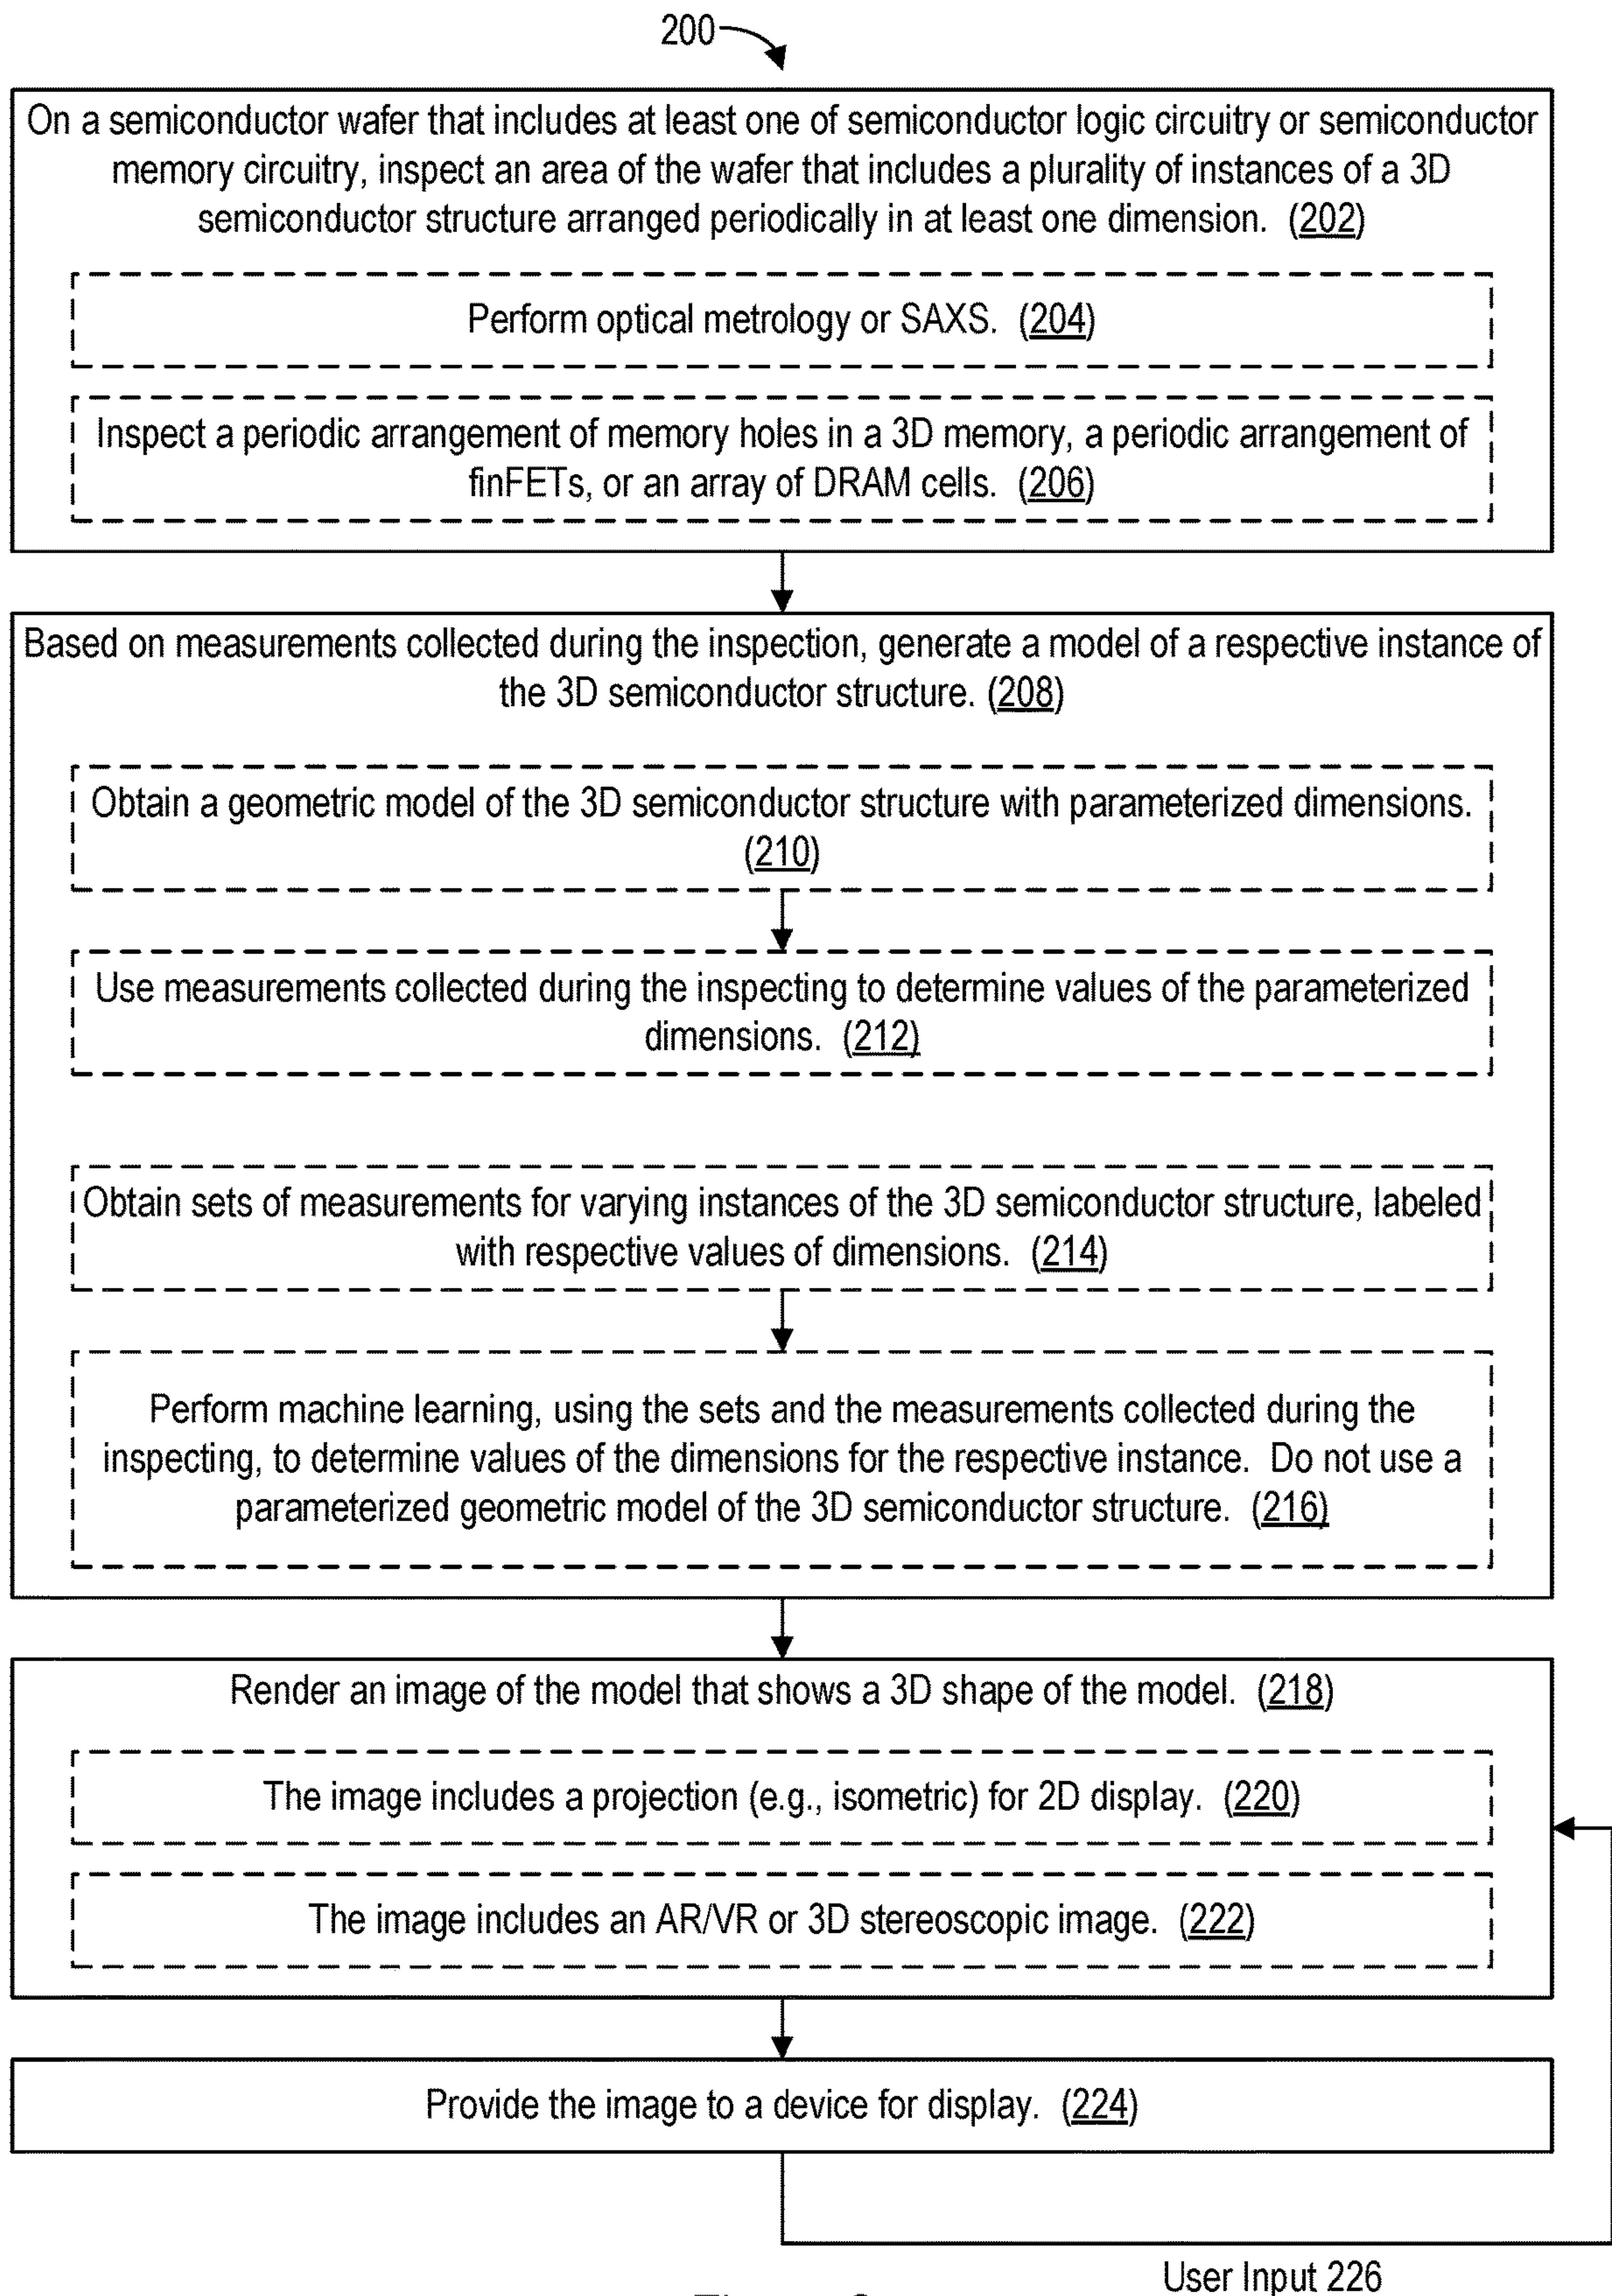 200
On a semiconductor wafer that includes at least one of semiconductor logic circuitry or semiconductor
memory circuitry, inspect an area of the wafer that includes a plurality of instances of a 3D
semiconductor structure arranged periodically in at least one dimension. (202)
Perform optical metrology or SAXS. (204)
Inspect a periodic arrangement of memory holes in a 3D memory, a periodic arrangement of
finFETs, or an array of DRAM cells. (206)
Based on measurements collected during the inspection, generate a model of a respective instance of
the 3D semiconductor structure. (208)
Obtain a geometric model of the 3D semiconductor structure with parameterized dimensions.
(210)
Use measurements collected during the inspecting to determine values of the parameterized
dimensions. (212)
Obtain sets of measurements for varying instances of the 3D semiconductor structure, labeled
with respective values of dimensions. (214)
Perform machine learning, using the sets and the measurements collected during the
inspecting, to determine values of the dimensions for the respective instance. Do not use a
parameterized geometric model of the 3D semiconductor structure. (216)
Render an image of the model that shows a 3D shape of the model. (218)
The image includes a projection (e.g., isometric) for 2D display. (220)
The image includes an AR/VR or 3D stereoscopic image. (222)
Provide the image to a device for display. (224)
User Input 226